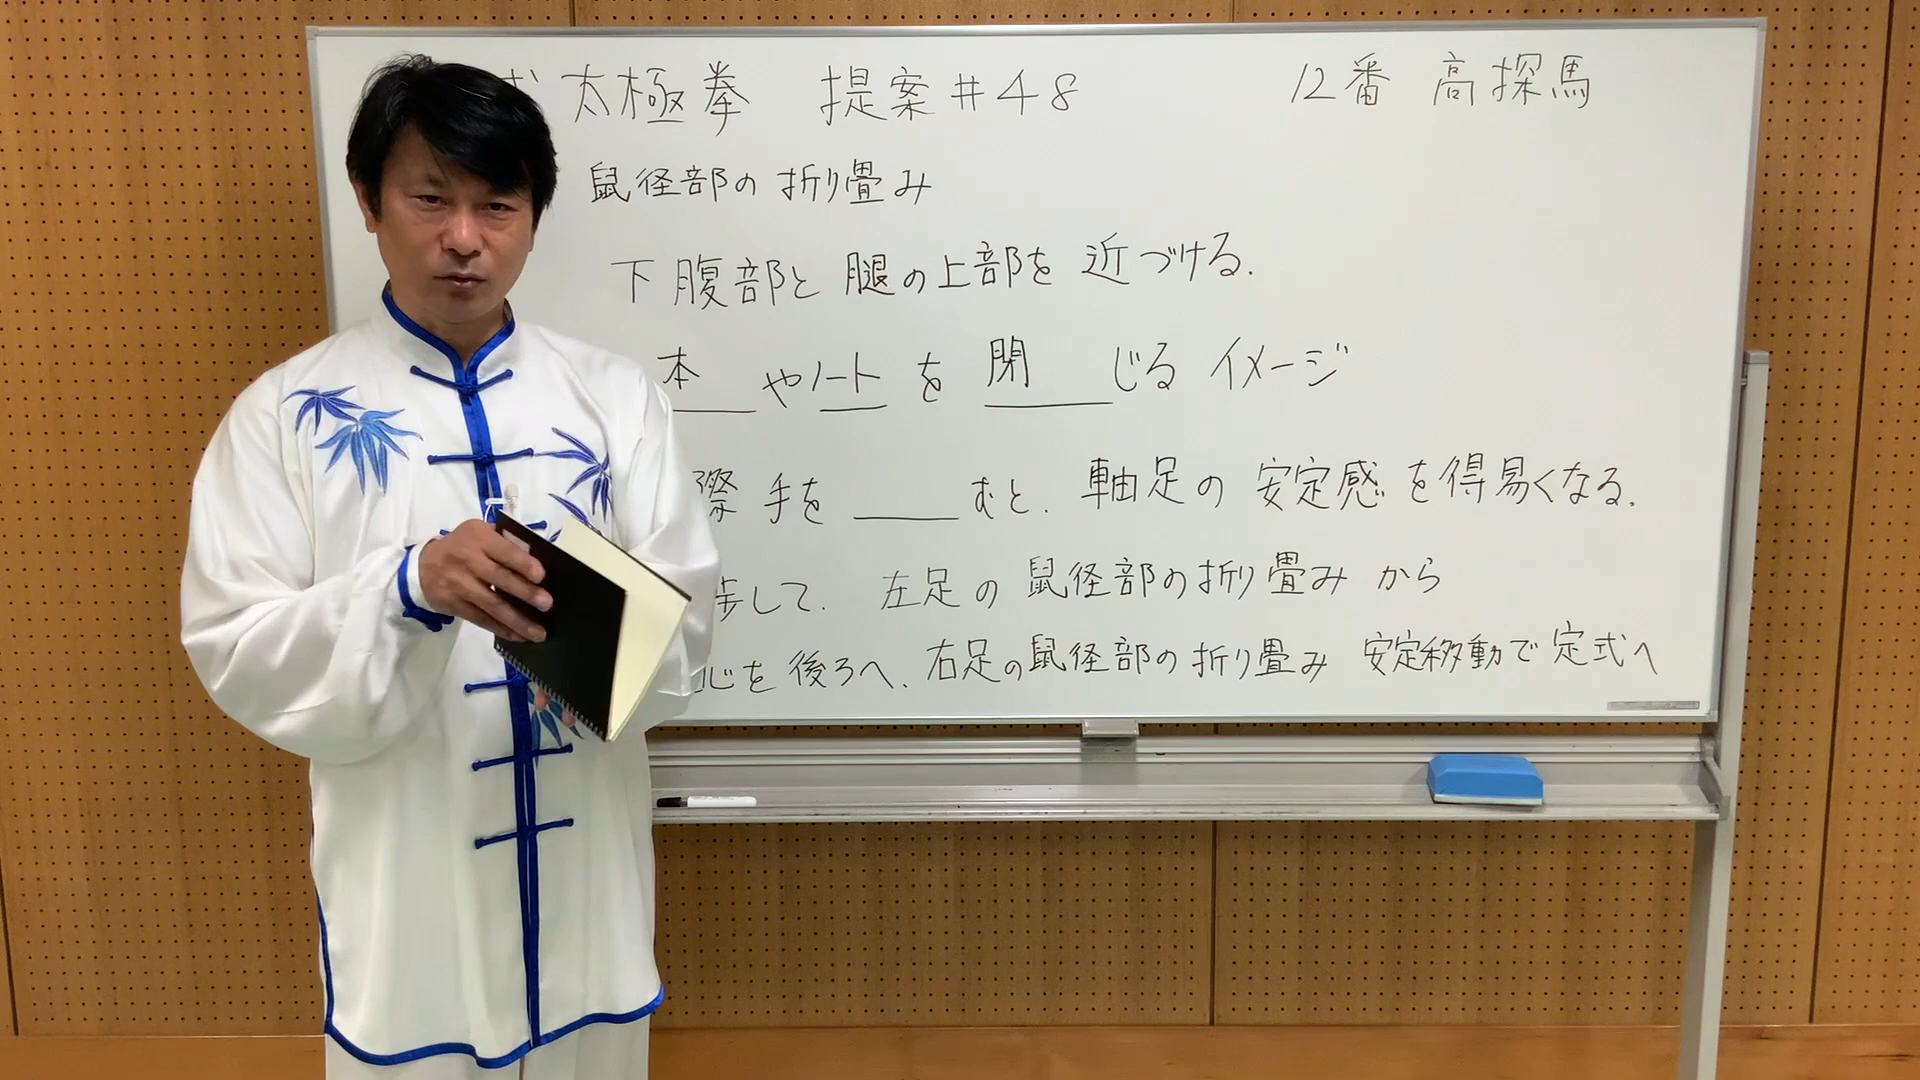 太極拳 提案#48 12番 高探馬
鼠径部の折り畳み
下腹部と腿の上部を近づける.
本やノートを閉じるイメージ
際 手を＿＿＿むと. 軸足の安定感を得易くなる.
歩して. 左足の鼠径部の折り畳みから
心を後ろへ. 右足の鼠径部の折り畳み 安定移動で定式へ